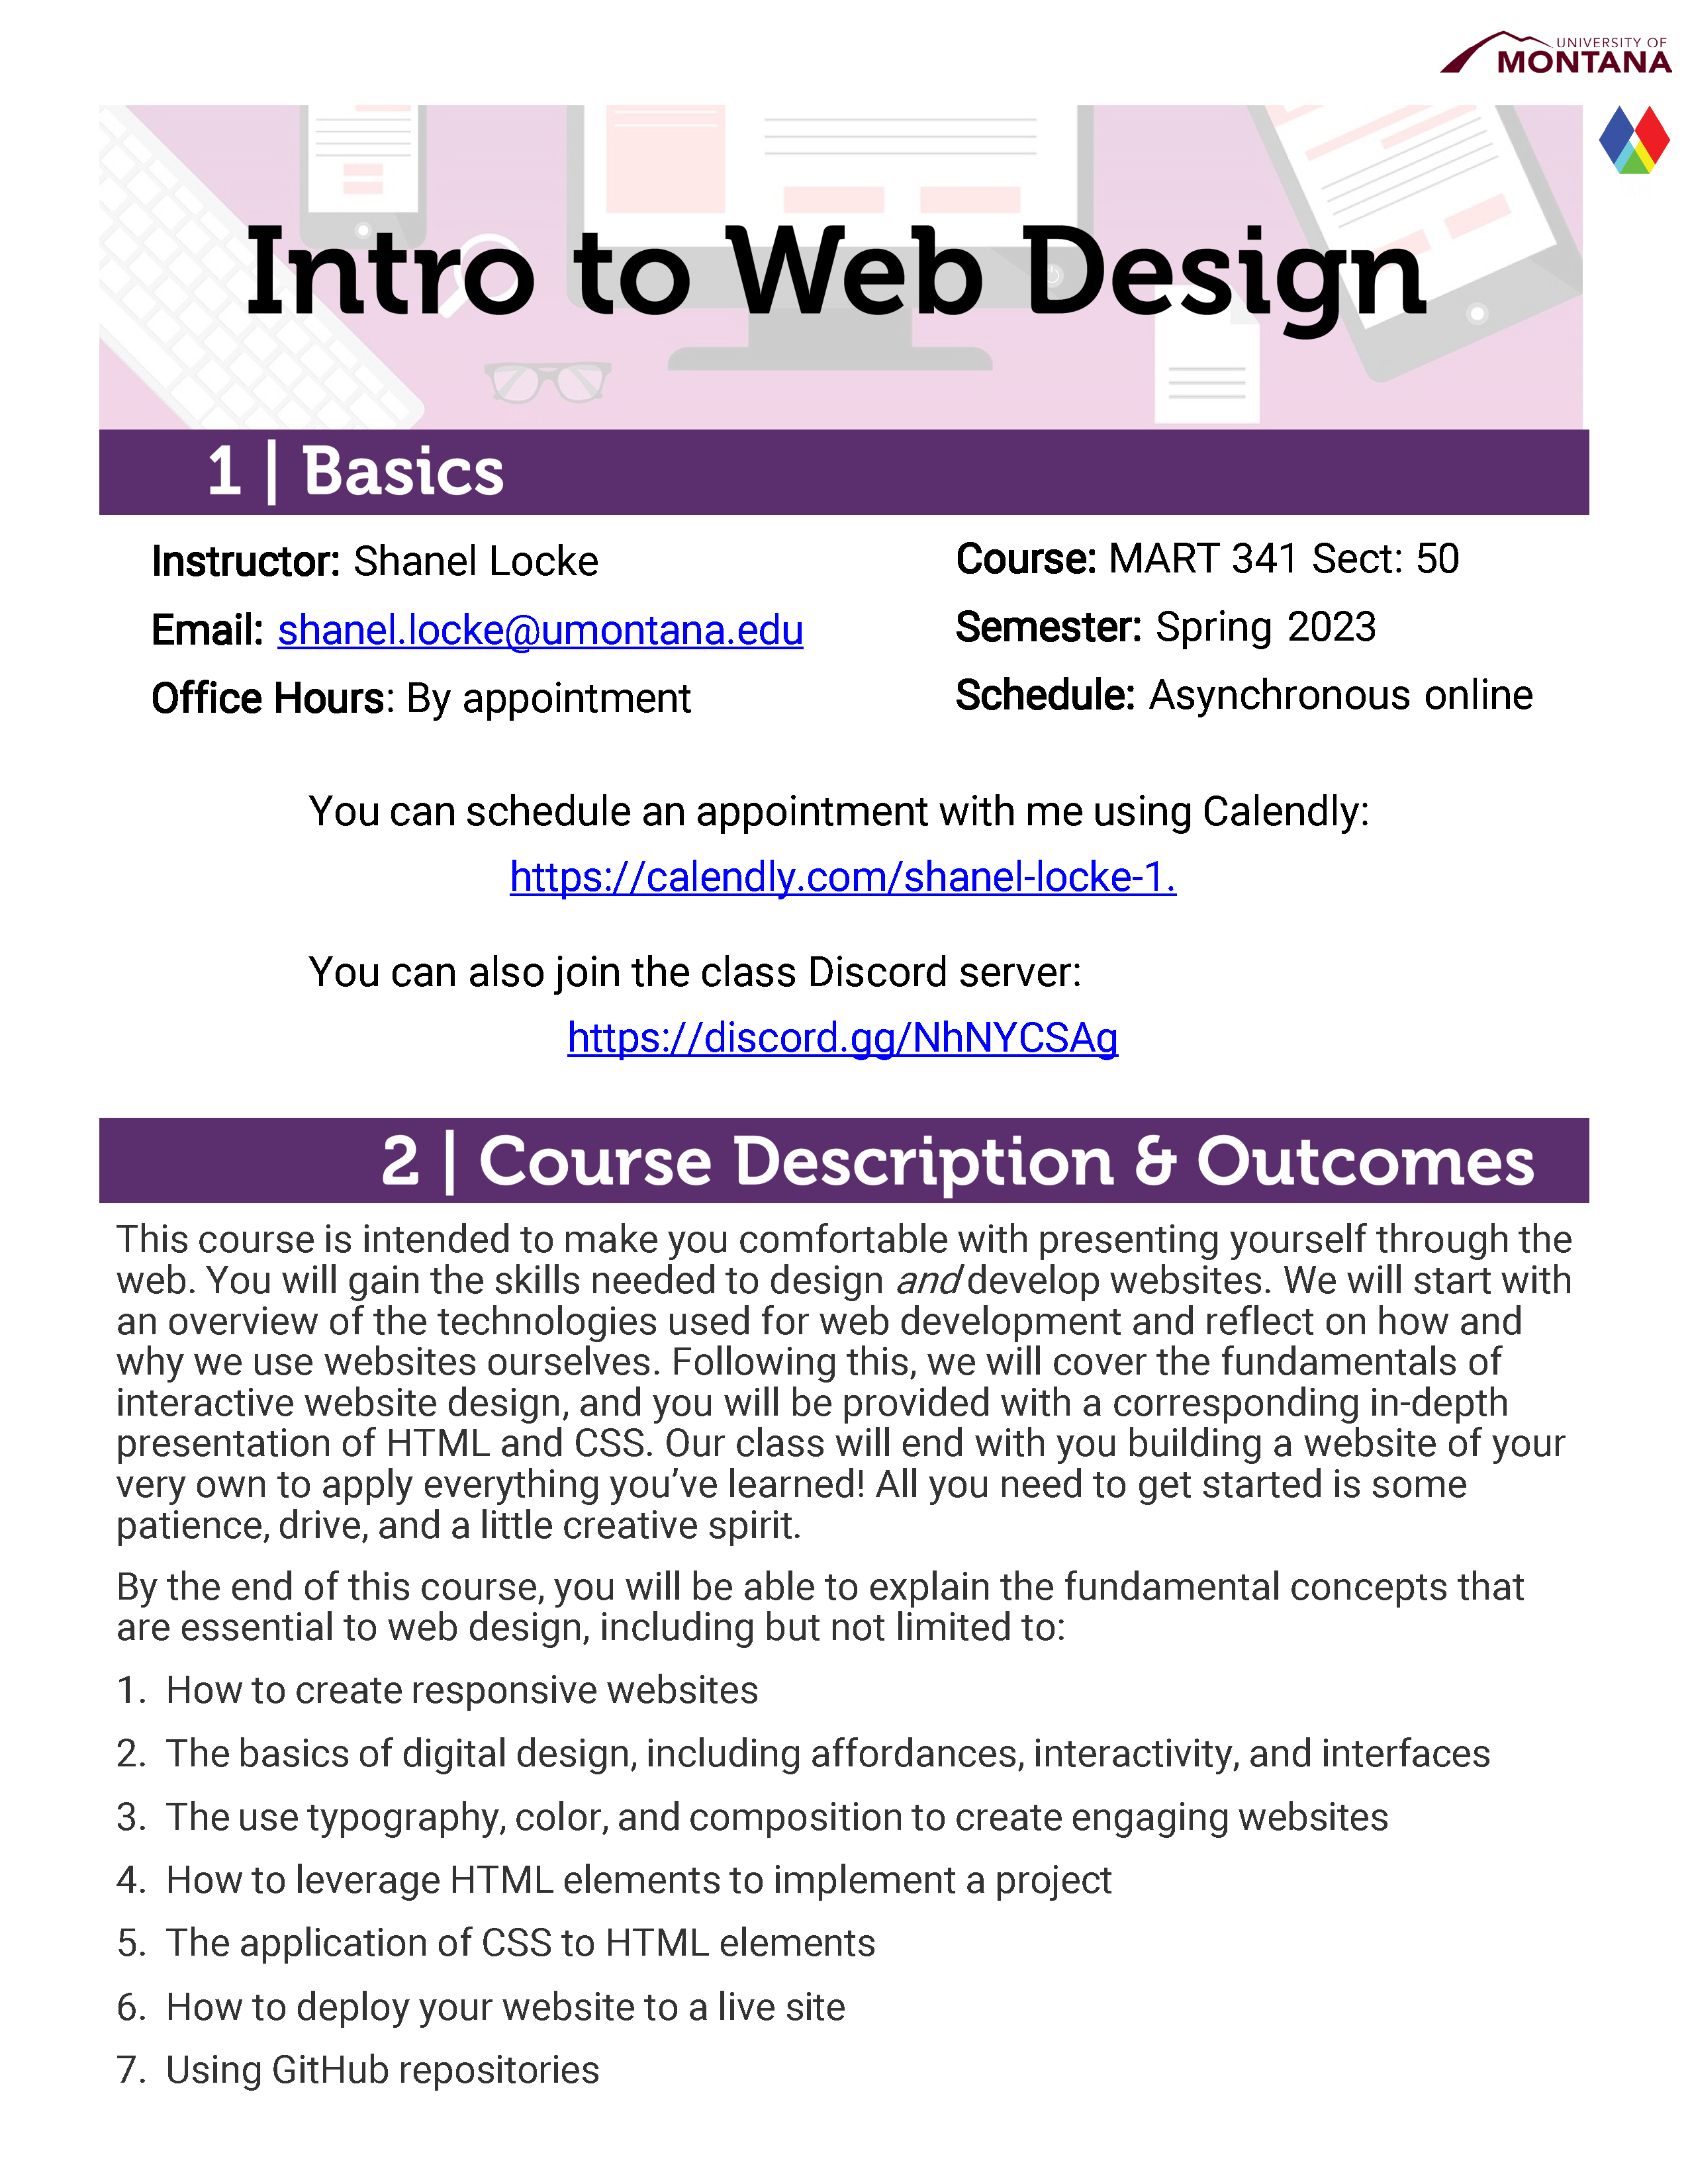 UNIVERSITY OF
MONTANA
Intro to Web Design
1 | Basics
Instructor: Shanel Locke
Email: shanel.locke@umontana.edu
Office Hours: By appointment
Course: MART 341 Sect: 50
Semester: Spring 2023
Schedule: Asynchronous online
You can schedule an appointment with me using Calendly:
https://calendly.com/shanel-locke-1.
You can also join the class Discord server:
https://discord.gg/NhNYCSAg
2 | Course Description & Outcomes
This course is intended to make you comfortable with presenting yourself through the
web. You will gain the skills needed to design and develop websites. We will start with
an overview of the technologies used for web development and reflect on how and
why we use websites ourselves. Following this, we will cover the fundamentals of
interactive website design, and you will be provided with a corresponding in-depth
presentation of HTML and CSS. Our class will end with you building a website of your
very own to apply everything you’ve learned! All you need to get started is some
patience, drive, and a little creative spirit.
By the end of this course, you will be able to explain the fundamental concepts that
are essential to web design, including but not limited to:
1. How to create responsive websites
2. The basics of digital design, including affordances, interactivity, and interfaces
3. The use typography, color, and composition to create engaging websites
4. How to leverage HTML elements to implement a project
5. The application of CSS to HTML elements
6. How to deploy your website to a live site
7. Using GitHub repositories